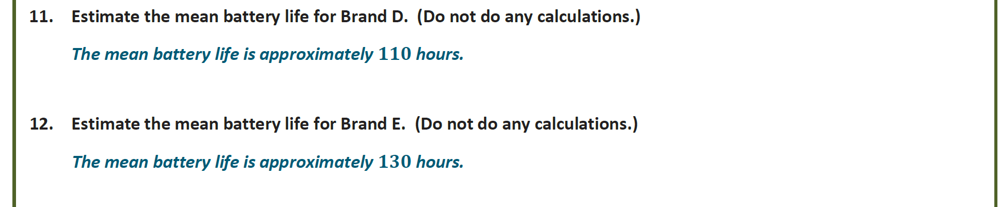 11. Estimate the mean battery life for Brand D. (Do not do any calculations.)
The mean battery life is approximately 110 hours.
12. Estimate the mean battery life for Brand E. (Do not do any calculations.)
The mean battery life is approximately 130 hours.